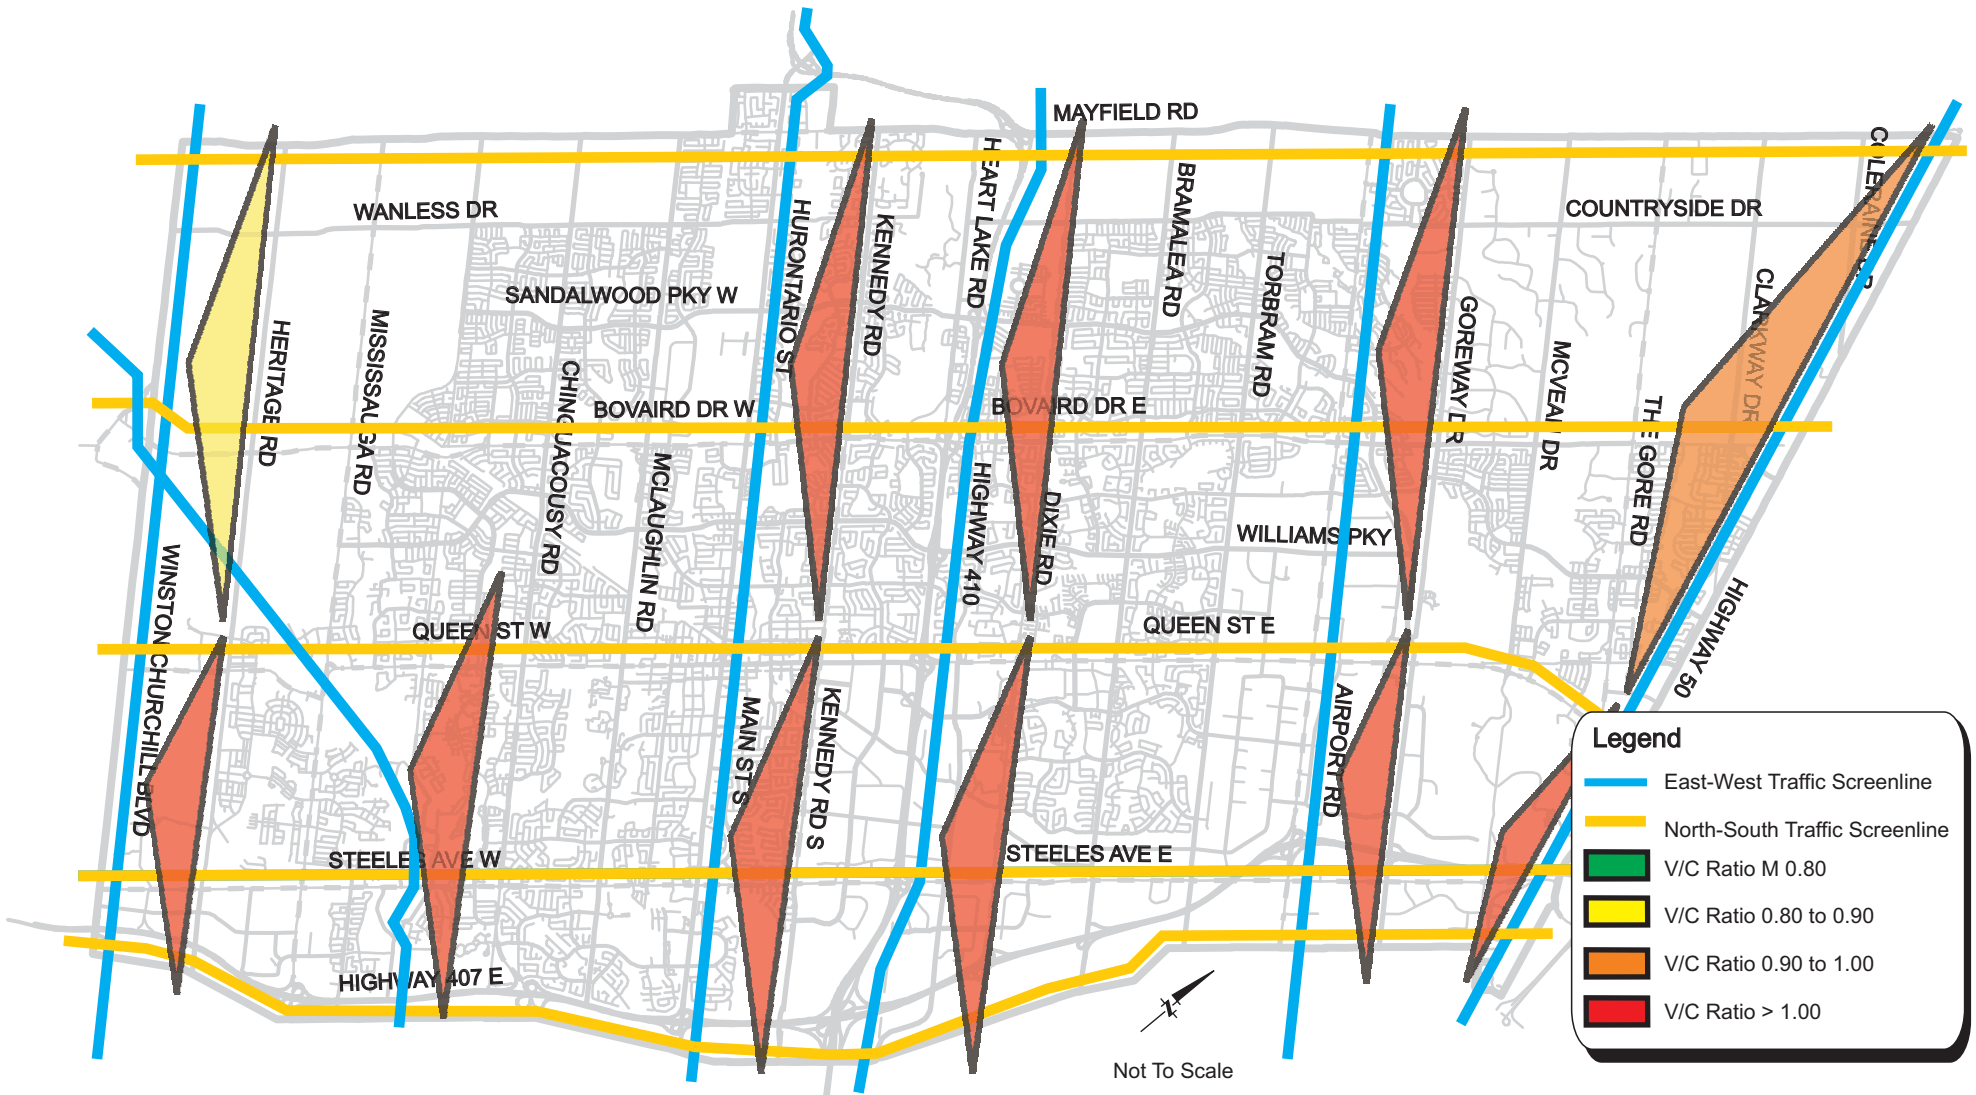 MAYFIELD RD
WANLESS DR
COUNTRYSIDE DR
SANDALWOOD PKY W
BOVAIRD DR W
BOVAIRD DR E
WILLIAMS PKY
QUEEN ST W
QUEEN ST E
STEELES AVE W
STEELES AVE E
HIGHWAY 407 E
WINSTON CHURCHILL BLVD
HERITAGE RD
MISSISSAUGA RD
CHINGUACOUSY RD
MCLAUGHLIN RD
HURONTARIO ST
MAIN ST S
KENNEDY RD
KENNEDY RD S
HEART LAKE RD
HIGHWAY 410
DIXIE RD
BRAMALEA RD
TORBRAM RD
AIRPORT RD
GOREWAY DR
MCVEAN DR
THE GORE RD
CLARKWAY DR
COLERAINE DR
HIGHWAY 50
N
Not To Scale
Legend
East-West Traffic Screenline
North-South Traffic Screenline
V/C Ratio M 0.80
V/C Ratio 0.80 to 0.90
V/C Ratio 0.90 to 1.00
V/C Ratio > 1.00